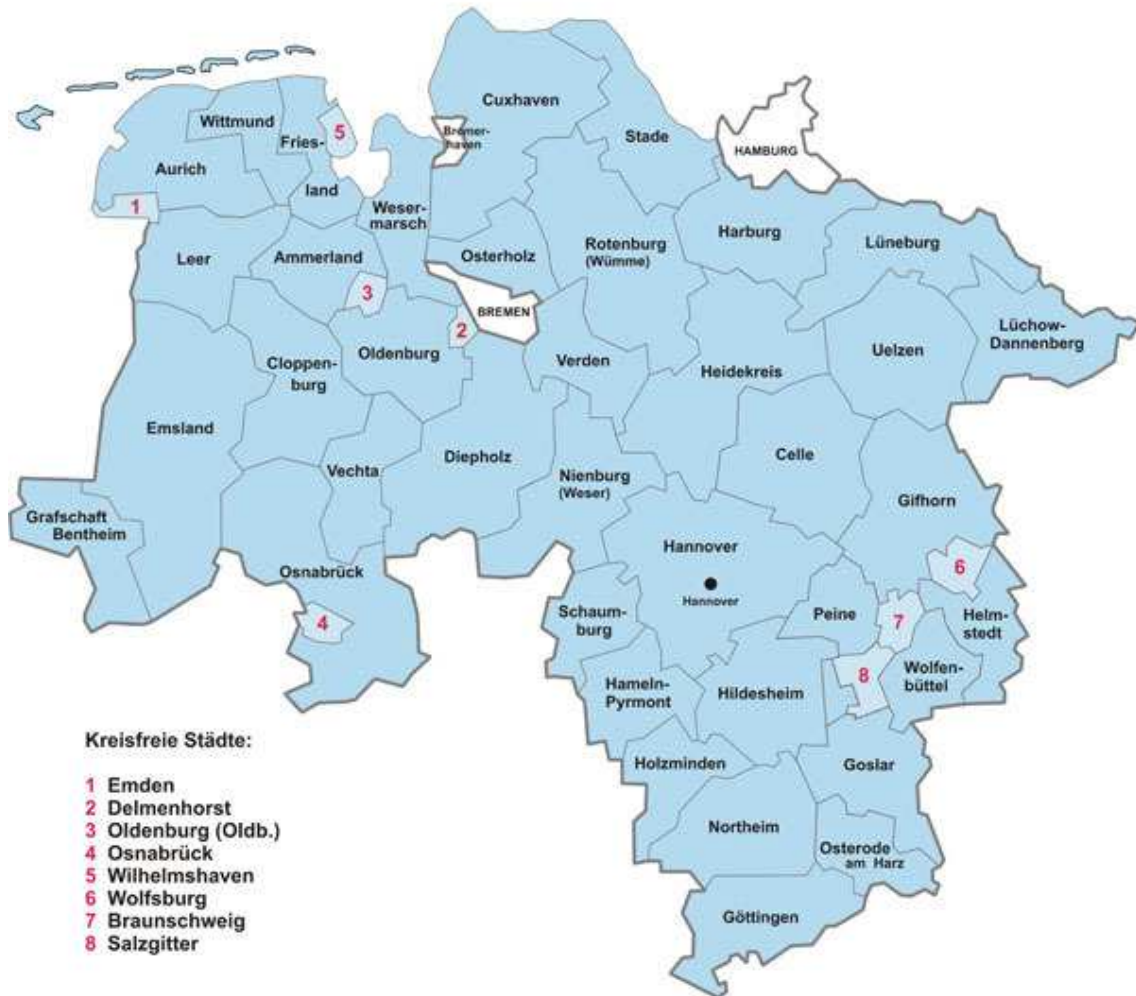 Cuxhaven
Wittmund
Bremer-
haven
Stade
5
Fries-
land
HAMBURG
Aurich
1
Weser-
marsch
Harburg
Lüneburg
Rotenburg
(Wümme)
Leer
Ammerland
Osterholz
3
BREMEN
2
Oldenburg
Lüchow-
Dannenberg
Uelzen
Verden
Heidekreis
Cloppen-
burg
Emsland
Vechta
Diepholz
Nienburg
(Weser)
Celle
Gifhorn
Grafschaft
Bentheim
Hannover
Hannover
Osnabrück
4
6
Schaum-
burg
Peine
7
Helm-
stedt
8
Wolfen-
büttel
Hameln-
Pyrmont
Hildesheim
Holzminden
Goslar
Northeim
Osterode
am Harz
Göttingen
Kreisfreie Städte:
1 Emden
2 Delmenhorst
3 Oldenburg (Oldb.)
4 Osnabrück
5 Wilhelmshaven
6 Wolfsburg
7 Braunschweig
8 Salzgitter